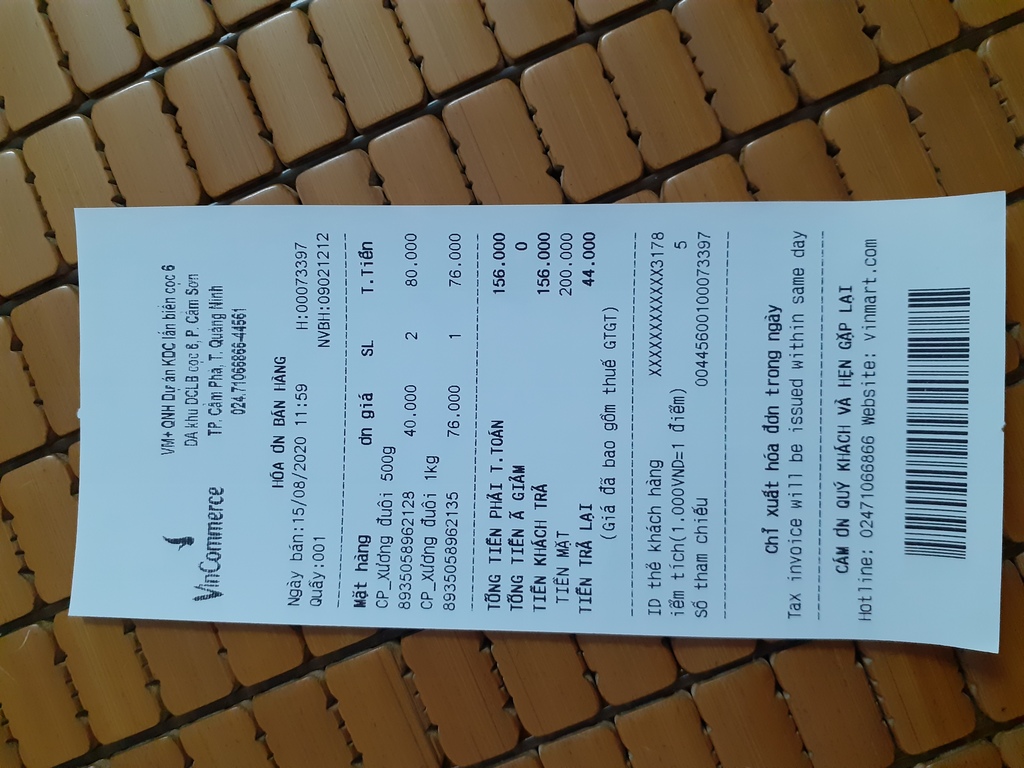 VinCommerce
VM+ QNH Dự án KDC lấn biển cọc 6
DA khu DCLB cọc 6, P. Cẩm Sơn
TP. Cẩm Phả, T. Quảng Ninh
024.71066866-44561
HÓA ƠN BÁN HÀNG
Ngày bán:15/08/2020 11:59 H:00073397
Quầy:001 NVBH:09021212
Mặt hàng ơn giá SL T.Tiền
CP_Xương đuôi 500g
8935058962128 40.000 2 80.000
CP_Xương đuôi 1kg
8935058962135 76.000 1 76.000
TỔNG TIỀN PHẢI T.TOÁN 156.000
TỔNG TIỀN Ã GIẢM 0
TIỀN KHÁCH TRẢ 156.000
TIỀN MẶT 200.000
TIỀN TRẢ LẠI 44.000
(Giá đã bao gồm thuế GTGT)
ID thẻ khách hàng XXXXXXXXXXXXXXX3178
iểm tích(1.000VND=1 điểm) 5
Số tham chiếu 00445600100073397
Chỉ xuất hóa đơn trong ngày
Tax invoice will be issued within same day
CẢM ƠN QUÝ KHÁCH VÀ HẸN GẶP LẠI
Hotline: 02471066866 Website: vinmart.com